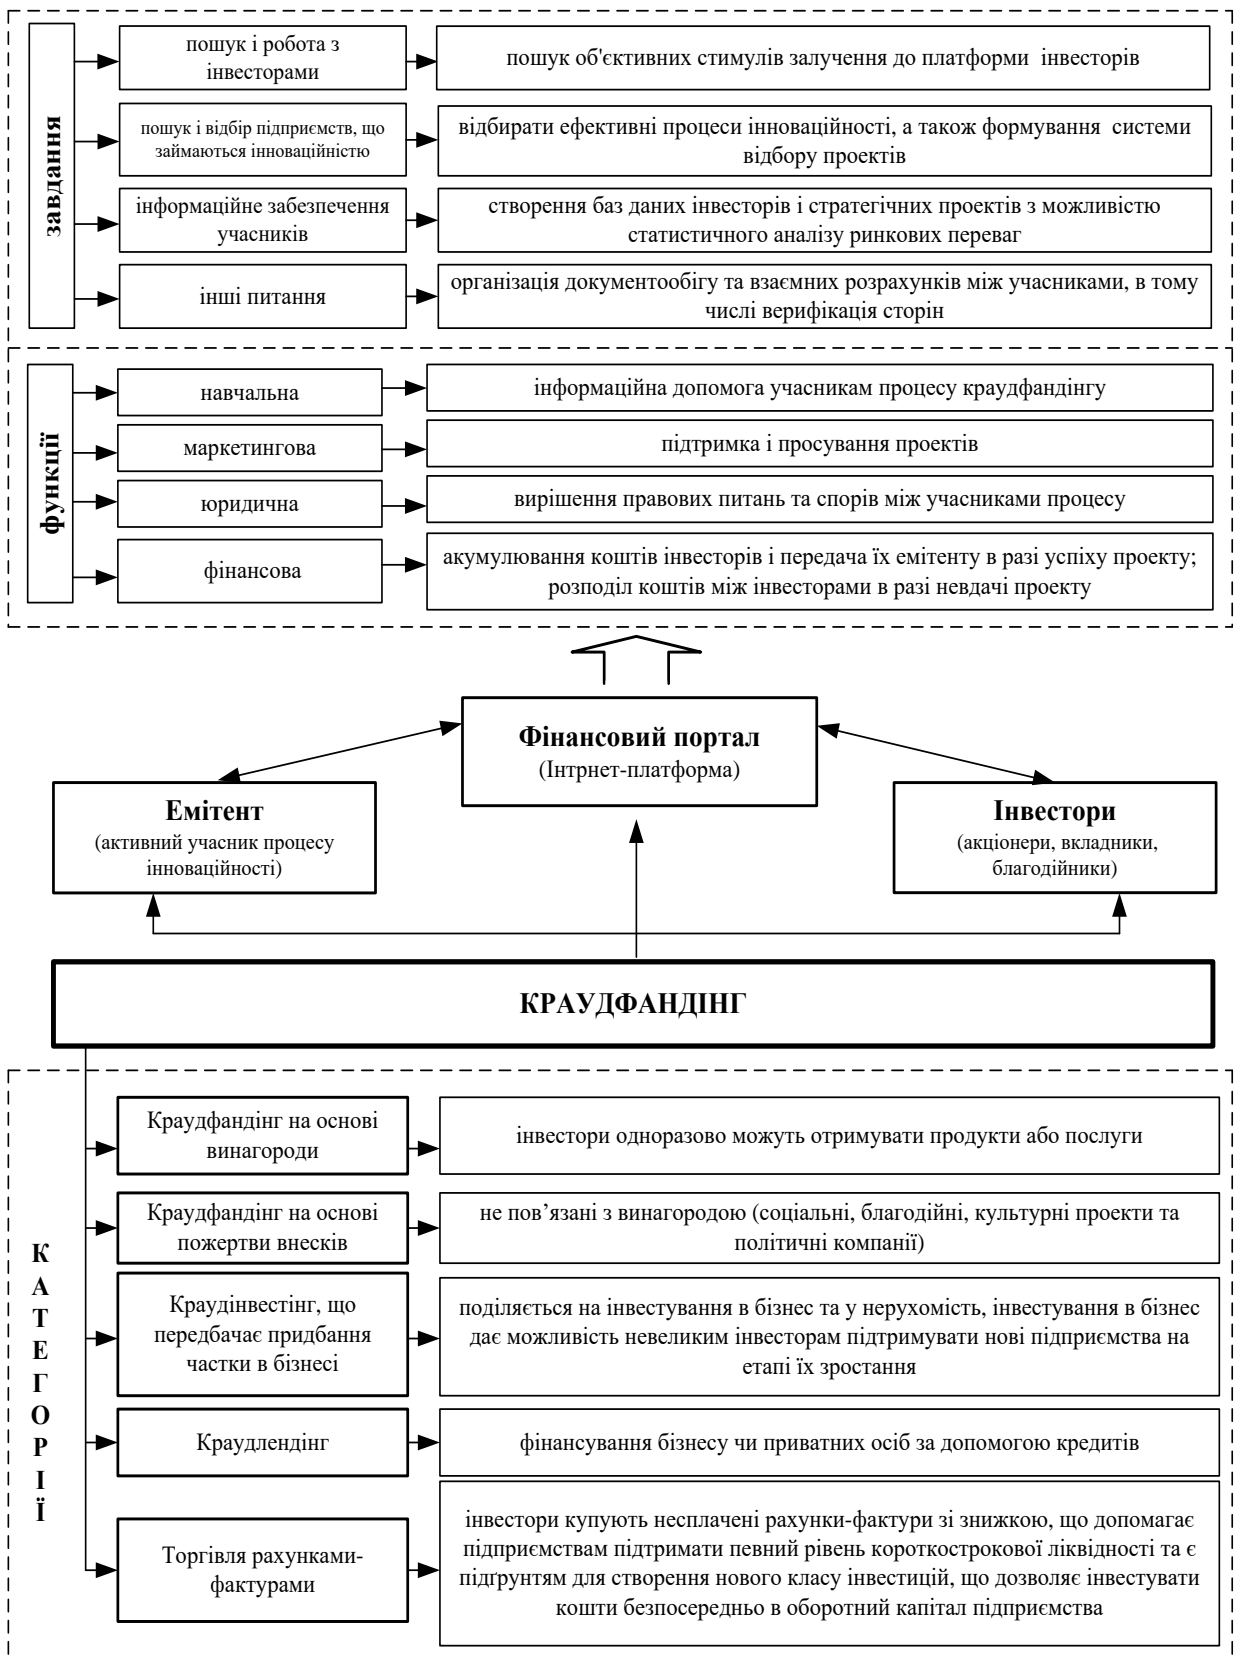 завдання
пошук і робота з
інвесторами
пошук об'єктивних стимулів залучення до платформи інвесторів
пошук і відбір підприємств, що
займаються інноваційністю
відбирати ефективні процеси інноваційності, а також формування системи
відбору проектів
інформаційне забезпечення
учасників
створення баз даних інвесторів і стратегічних проектів з можливістю
статистичного аналізу ринкових переваг
інші питання
організація документообігу та взаємних розрахунків між учасниками, в тому
числі верифікація сторін
функції
навчальна
інформаційна допомога учасникам процесу краудфандінгу
маркетингова
підтримка і просування проектів
юридична
вирішення правових питань та спорів між учасниками процесу
фінансова
акумулювання коштів інвесторів і передача їх емітенту в разі успіху проекту;
розподіл коштів між інвесторами в разі невдачі проекту
Фінансовий портал
(Інтрнет-платформа)
Емітент
(активний учасник процесу
інноваційності)
Інвестори
(акціонери, вкладники,
благодійники)
КРАУДФАНДІНГ
К
А
Т
Е
Г
О
Р
І
Ї
Краудфандінг на основі
винагороди
інвестори одноразово можуть отримувати продукти або послуги
Краудфандінг на основі
пожертви внесків
не пов’язані з винагородою (соціальні, благодійні, культурні проекти та
політичні компанії)
Краудінвестінг, що
передбачає придбання
частки в бізнесі
поділяється на інвестування в бізнес та у нерухомість, інвестування в бізнес
дає можливість невеликим інвесторам підтримувати нові підприємства на
етапі їх зростання
Краудлендінг
фінансування бізнесу чи приватних осіб за допомогою кредитів
Торгівля рахунками-
фактурами
інвестори купують несплачені рахунки-фактури зі знижкою, що допомагає
підприємствам підтримати певний рівень короткострокової ліквідності та є
підґрунтям для створення нового класу інвестицій, що дозволяє інвестувати
кошти безпосередньо в оборотний капітал підприємства